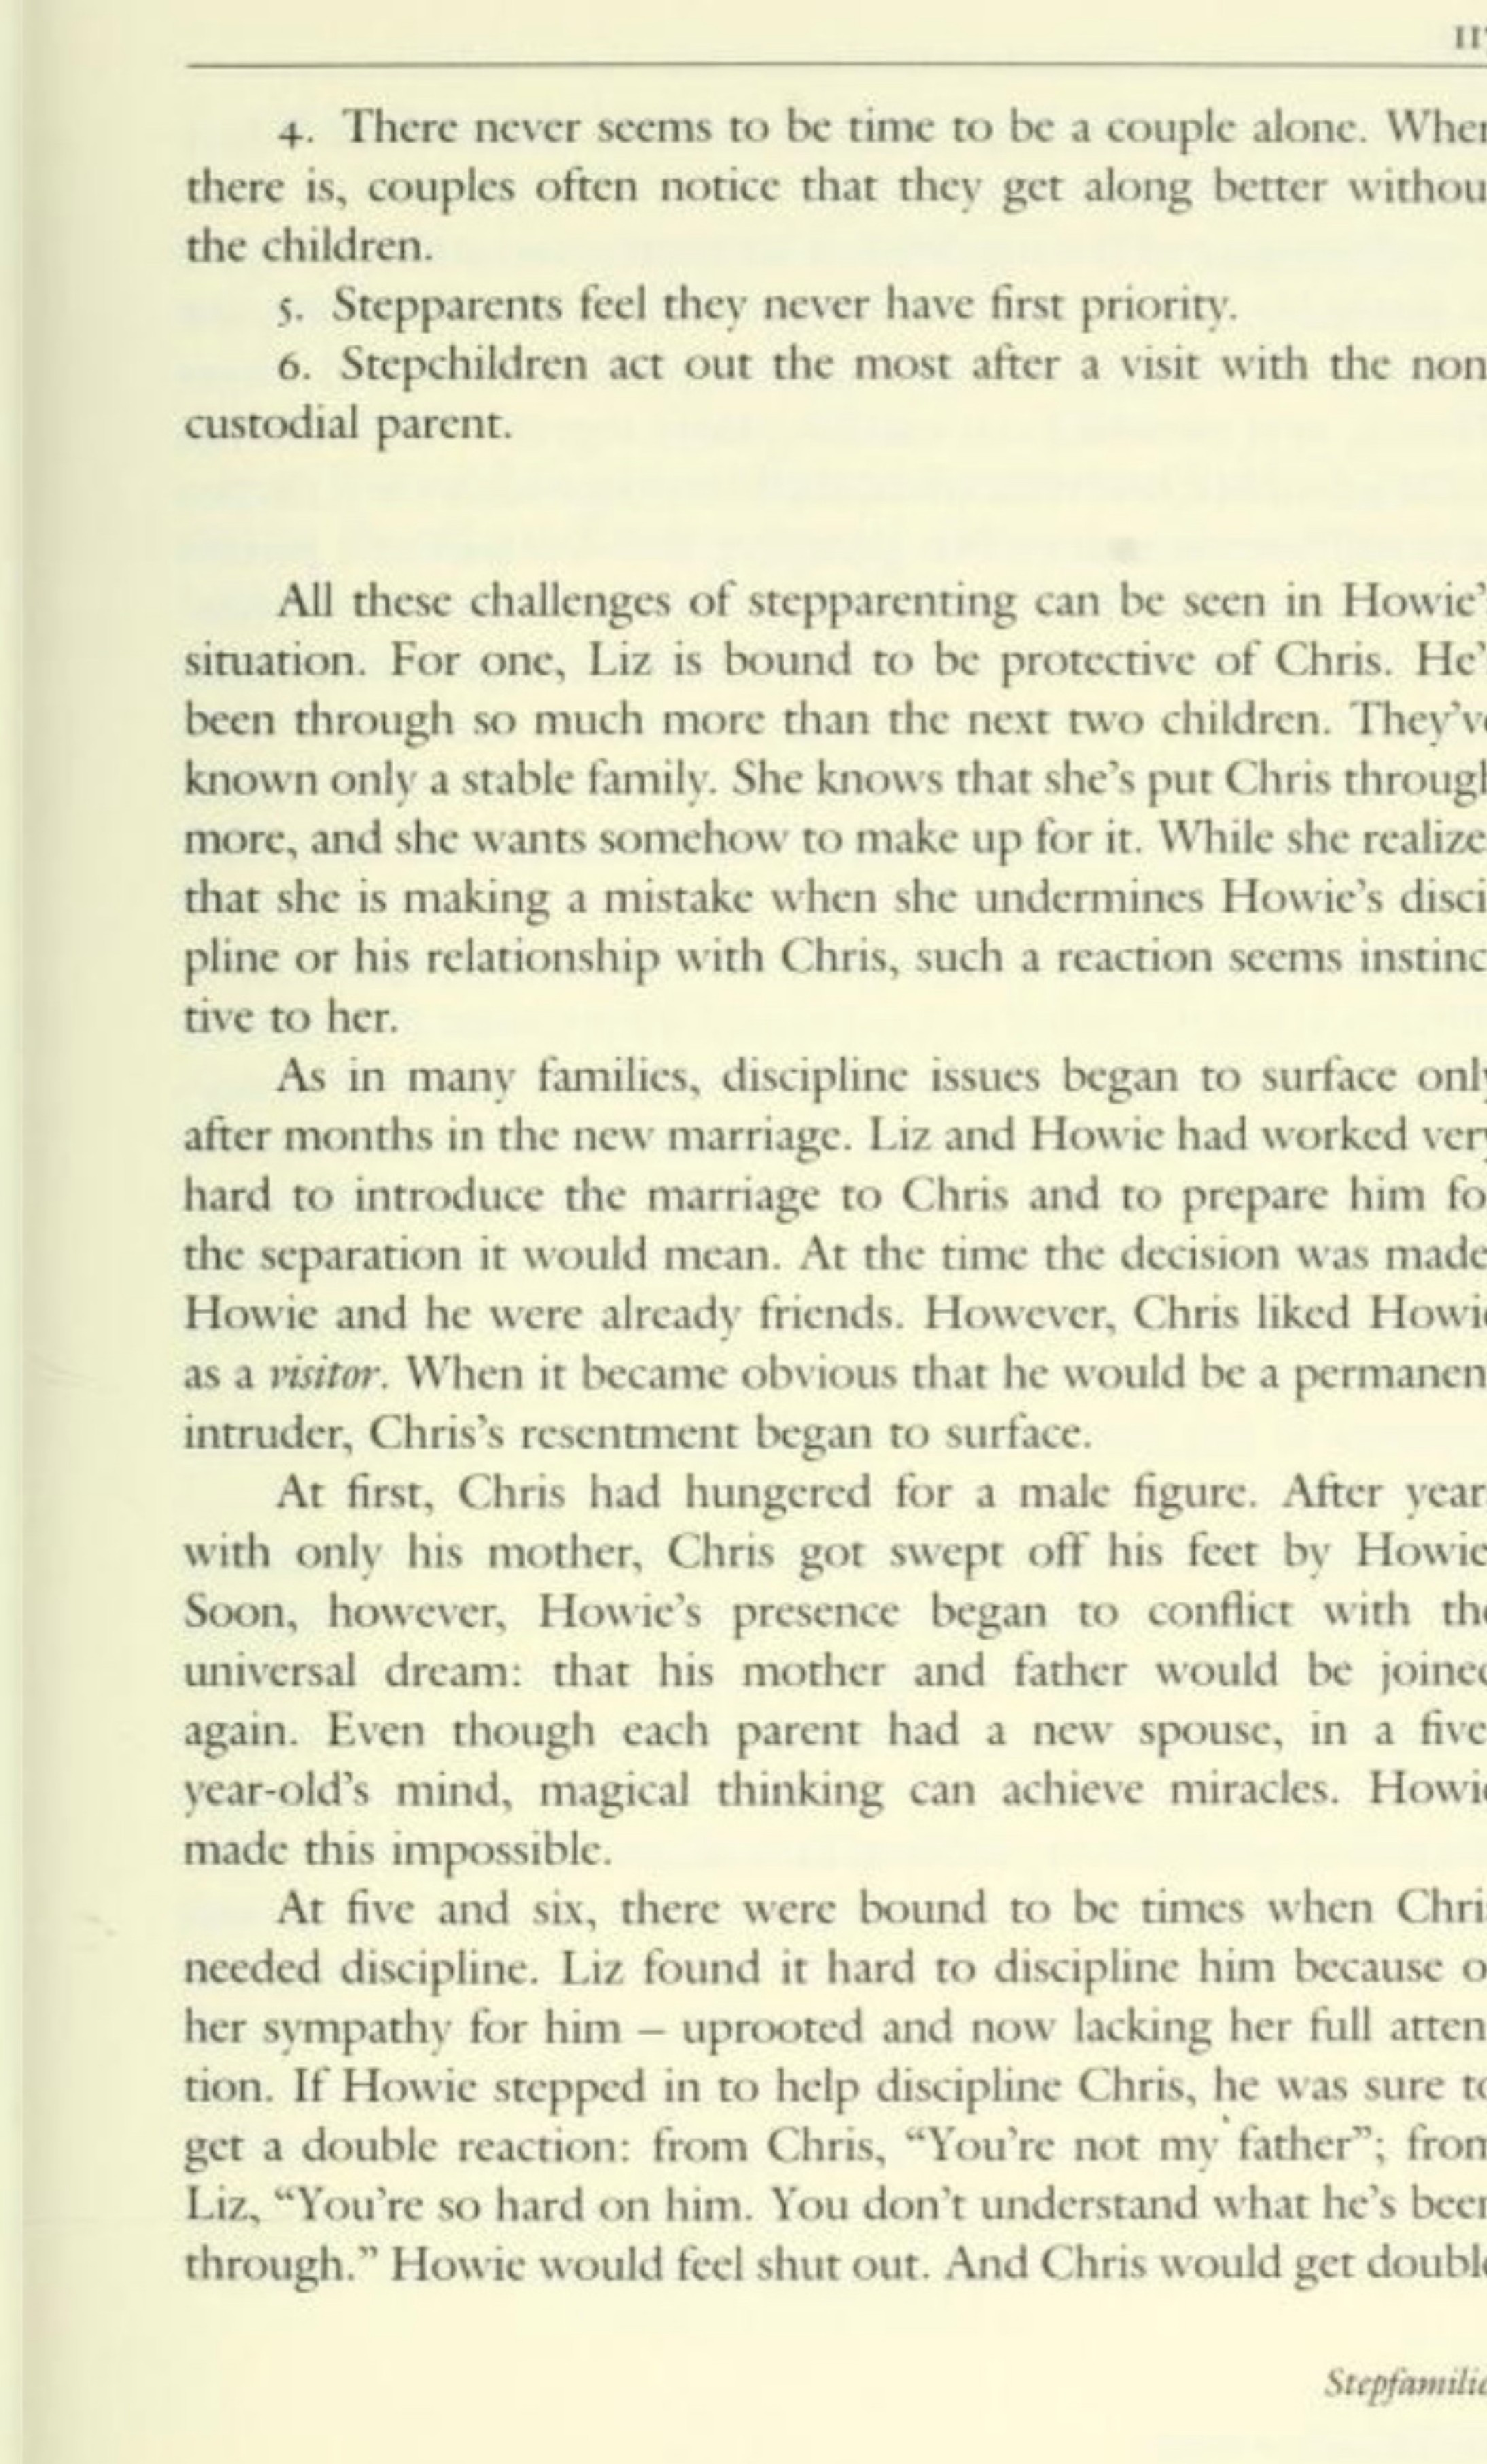 4. There never seems to be time to be a couple alone. When
there is, couples often notice that they get along better withou
the children.
5. Stepparents feel they never have first priority.
6. Stepchildren act out the most after a visit with the non
custodial parent.
All these challenges of stepparenting can be seen in Howie'
situation. For one, Liz is bound to be protective of Chris. He'
been through so much more than the next two children. They've
known only a stable family. She knows that she's put Chris through
more, and she wants somehow to make up for it. While she realize
that she is making a mistake when she undermines Howie's disci
pline or his relationship with Chris, such a reaction seems instinc
tive to her.
As in many families, discipline issues began to surface only
after months in the new marriage. Liz and Howie had worked very
hard to introduce the marriage to Chris and to prepare him fo
the separation it would mean. At the time the decision was made
Howie and he were already friends. However, Chris liked Howie
as a visitor. When it became obvious that he would be a permanen
intruder, Chris's resentment began to surface.
At first, Chris had hungered for a male figure. After year
with only his mother, Chris got swept off his feet by Howie
Soon, however, Howie's presence began to conflict with the
universal dream: that his mother and father would be joined
again. Even though each parent had a new spouse, in a five
year-old's mind, magical thinking can achieve miracles. Howie
made this impossible.
At five and six, there were bound to be times when Chri
needed discipline. Liz found it hard to discipline him because o
her sympathy for him – uprooted and now lacking her full atten
tion. If Howie stepped in to help discipline Chris, he was sure to
get a double reaction: from Chris, "You're not my father"; from
Liz, "You're so hard on him. You don't understand what he's been
through." Howie would feel shut out. And Chris would get double
Stepfamilie